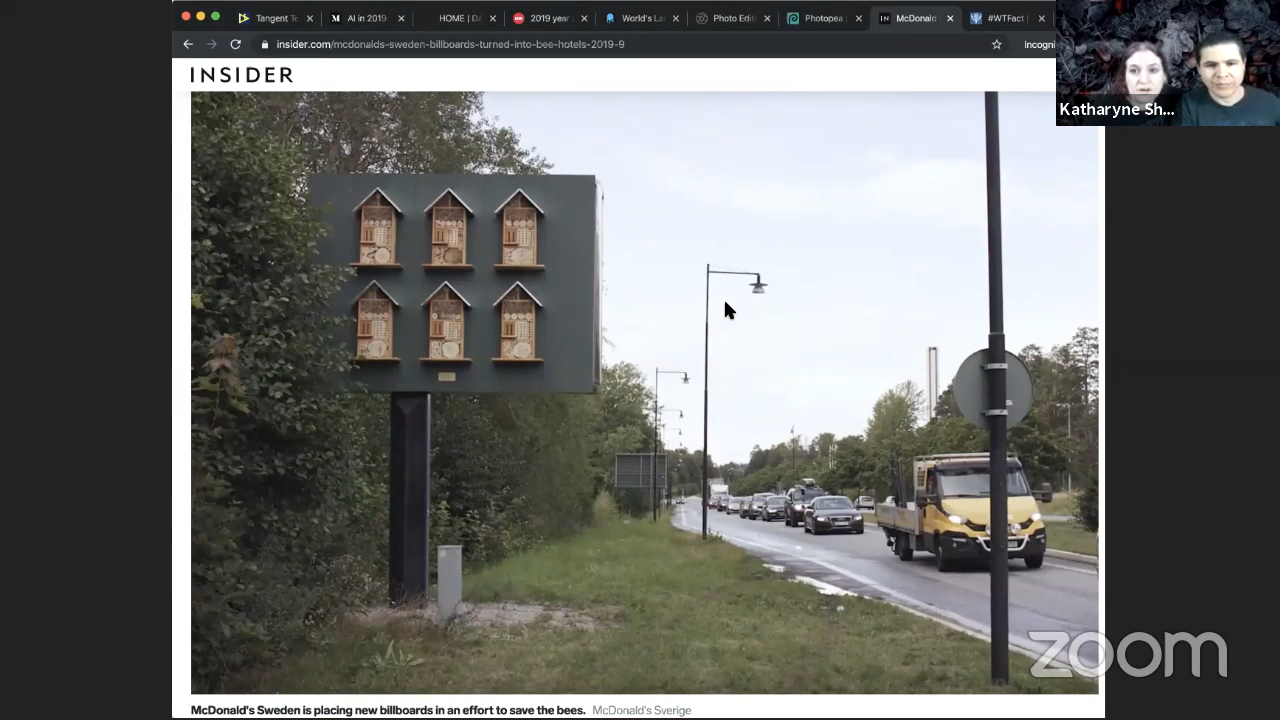 Tangent Te
AI in 2019:
HOME | DA
2019 year
World's La
Photo Edit
Photopea
McDonald
#WTFact
insider.com/mcdonalds-sweden-billboards-turned-into-bee-hotels-2019-9
Incogni
Katharyne Sh...
INSIDER
zoom
McDonald's Sweden is placing new billboards in an effort to save the bees. McDonald's Sverige